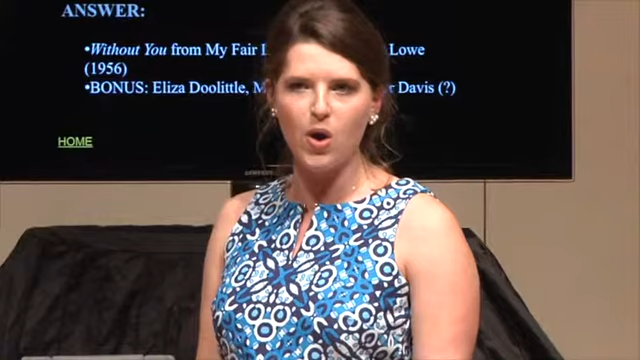 ANSWER:
•Without You from My Fair L Lowe
(1956)
•BONUS: Eliza Doolittle, M r Davis (?)
HOME